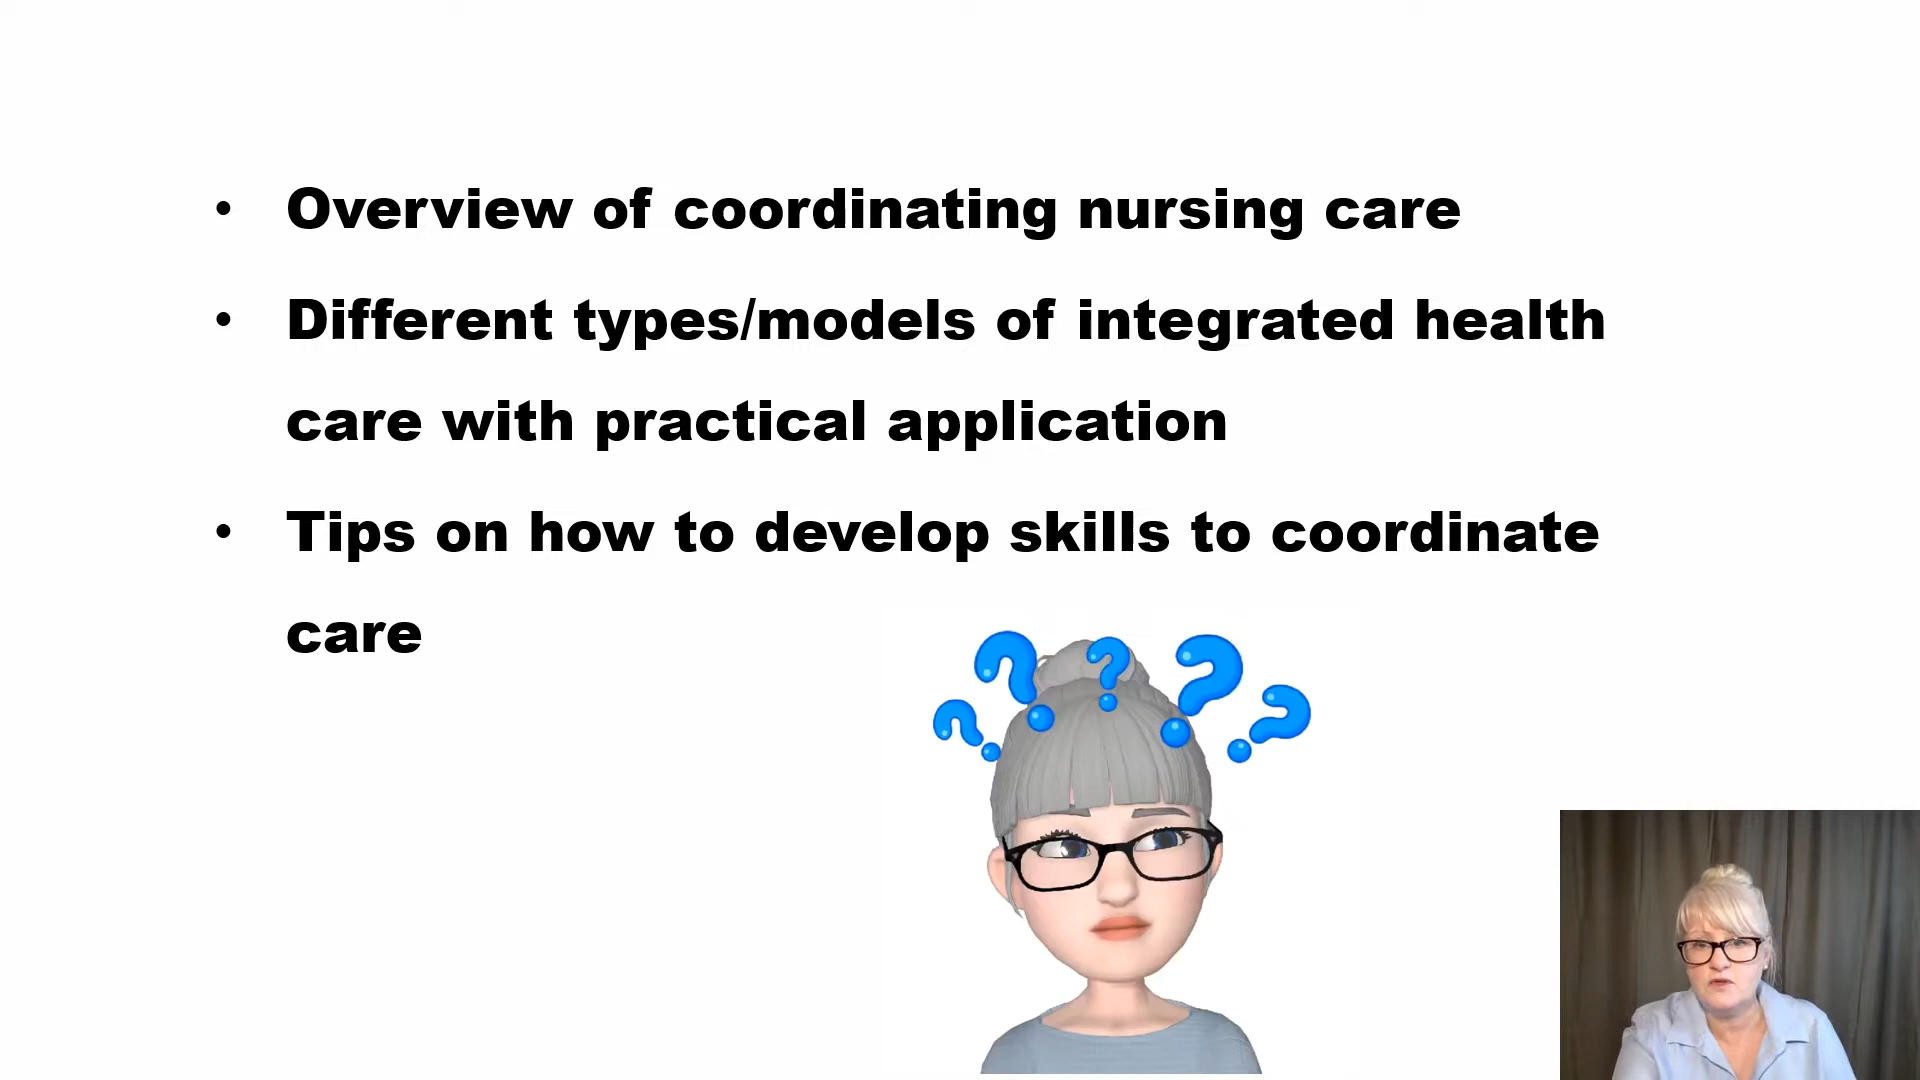 • Overview of coordinating nursing care
• Different types/models of integrated health
care with practical application
• Tips on how to develop skills to coordinate
care
? ? ? ? ?